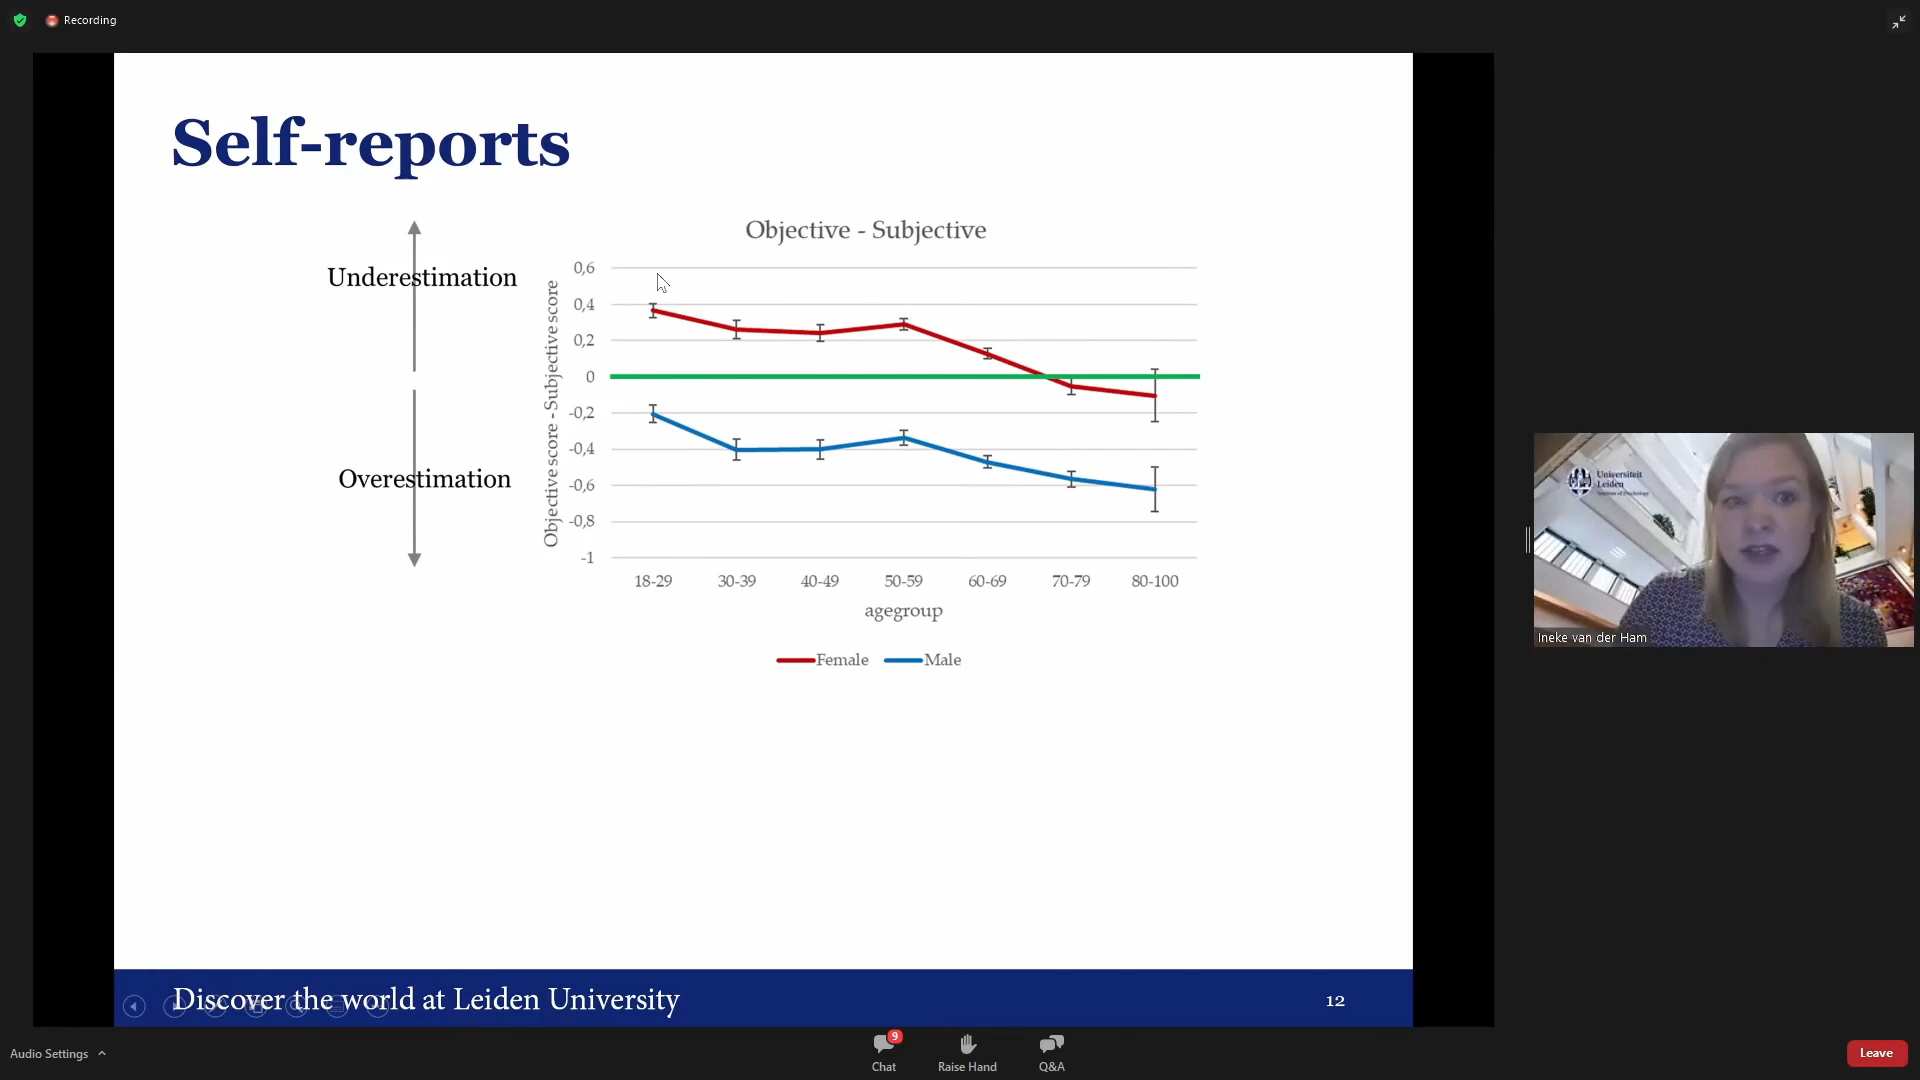 Recording
Self-reports
Objective - Subjective
Underestimation
Overestimation
Objective score - Subjective score
0,6
0,4
0,2
0
-0,2
-0,4
-0,6
-0,8
-1
18-29 30-39 40-49 50-59 60-69 70-79 80-100
agegroup
Female Male
Universiteit
Leiden
Ineke van der Ham
Discover the world at Leiden University
12
Audio Settings
9
Chat
Raise Hand
Q&A
Leave